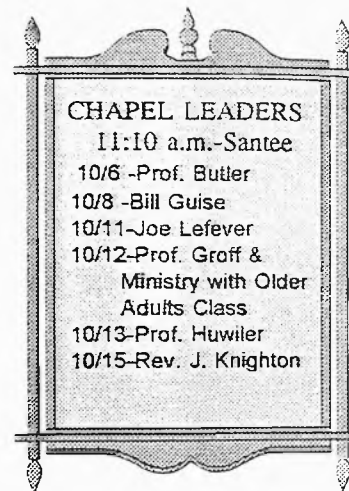 CHAPEL LEADERS
11:10 a.m.-Santee
10/6 -Prof. Butler
10/8 -Bill Guise
10/11-Joe Lefever
10/12-Prof. Groff &
Ministry with Older
Adults Class
10/13-Prof. Huwiler
10/15-Rev. J. Knighton